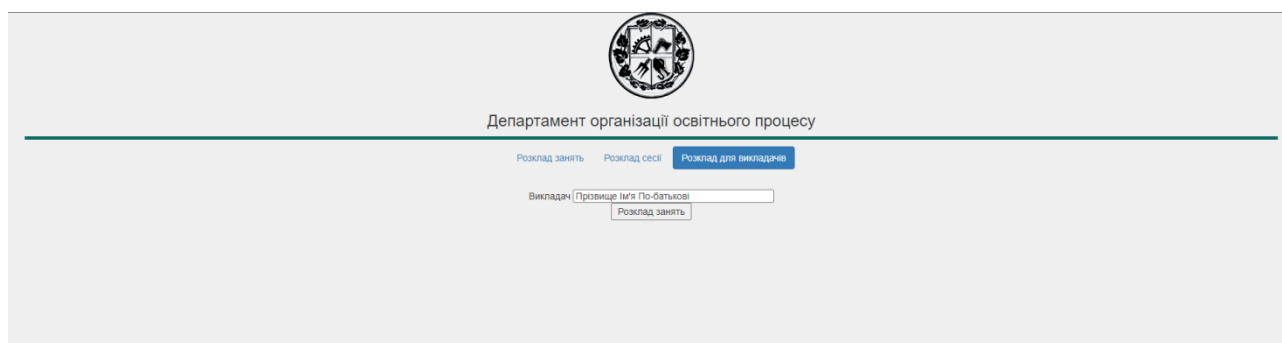 Департамент організації освітнього процесу
Розклад занять Розклад сесії Розклад для викладачів
Викладач Прізвище Ім'я По-батькові
Розклад занять